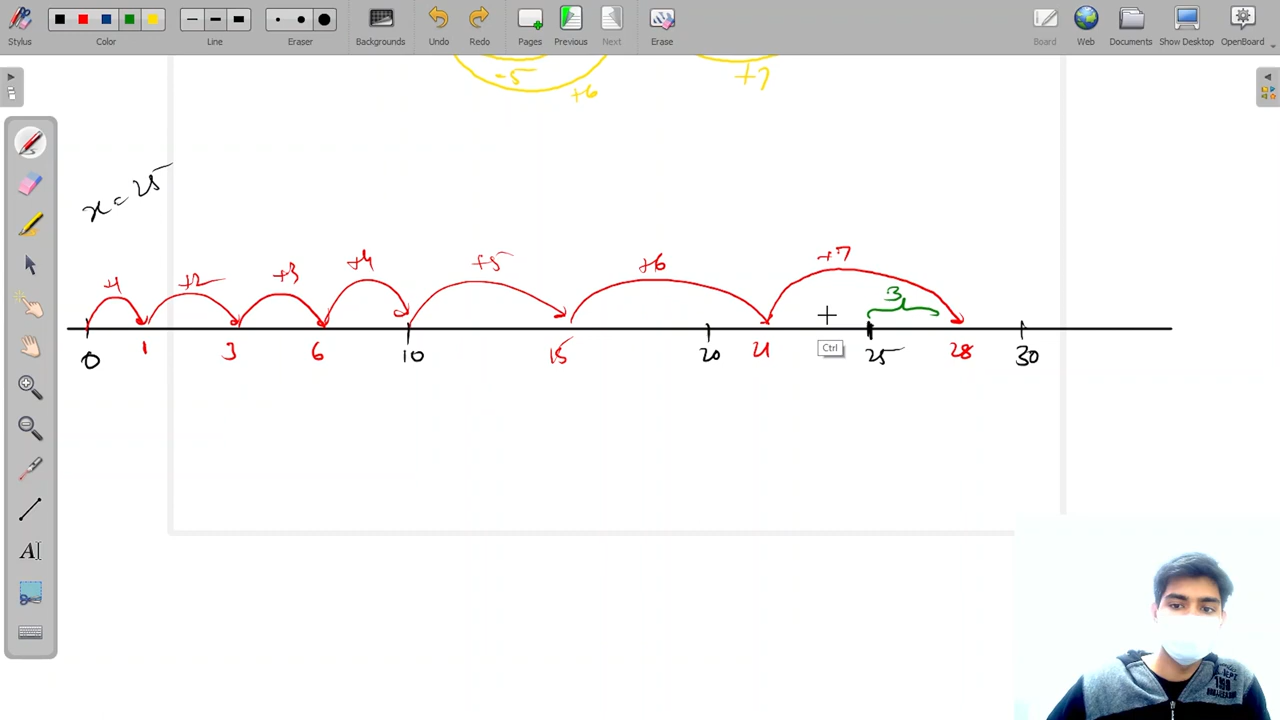 Stylus Color Line Eraser Backgrounds Undo Redo Pages Previous Next Erase Board Web Documents Show Desktop OpenBoard
-5 +6 +7
x = 25
+1 +2 +3 +4 +5 +6 +7
3
0 1 3 6 10 15 20 21 25 28 30
Ctrl
A